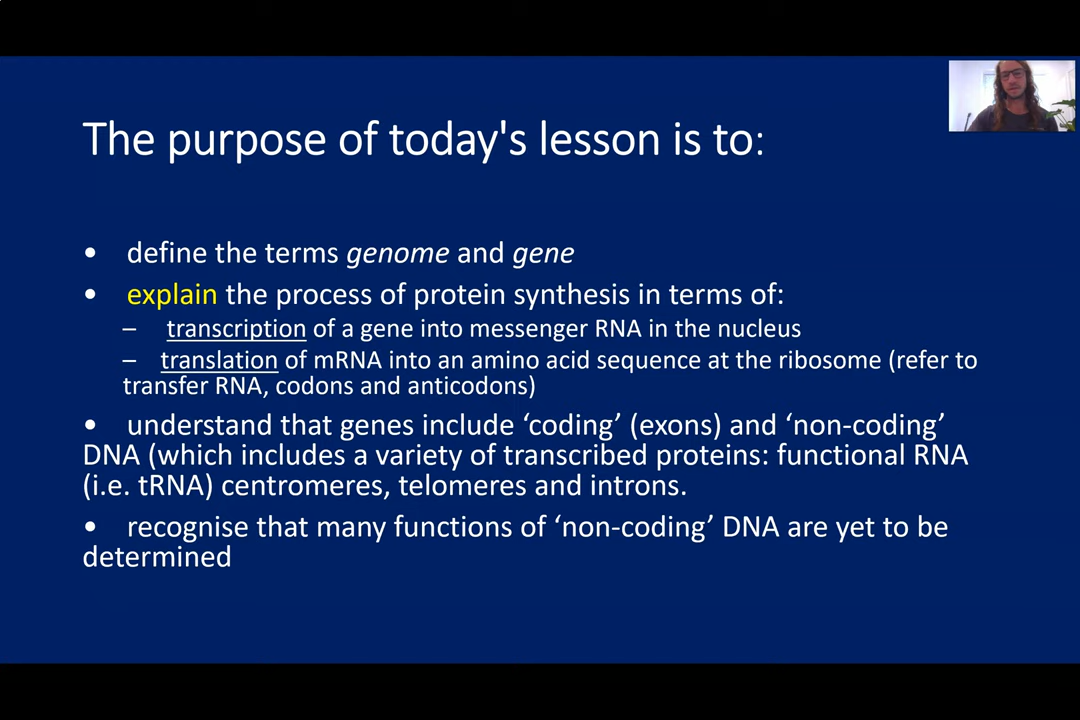 The purpose of today's lesson is to:
• define the terms genome and gene
• explain the process of protein synthesis in terms of:
– transcription of a gene into messenger RNA in the nucleus
– translation of mRNA into an amino acid sequence at the ribosome (refer to
transfer RNA, codons and anticodons)
• understand that genes include ‘coding’ (exons) and ‘non-coding’
DNA (which includes a variety of transcribed proteins: functional RNA
(i.e. tRNA) centromeres, telomeres and introns.
• recognise that many functions of ‘non-coding’ DNA are yet to be
determined